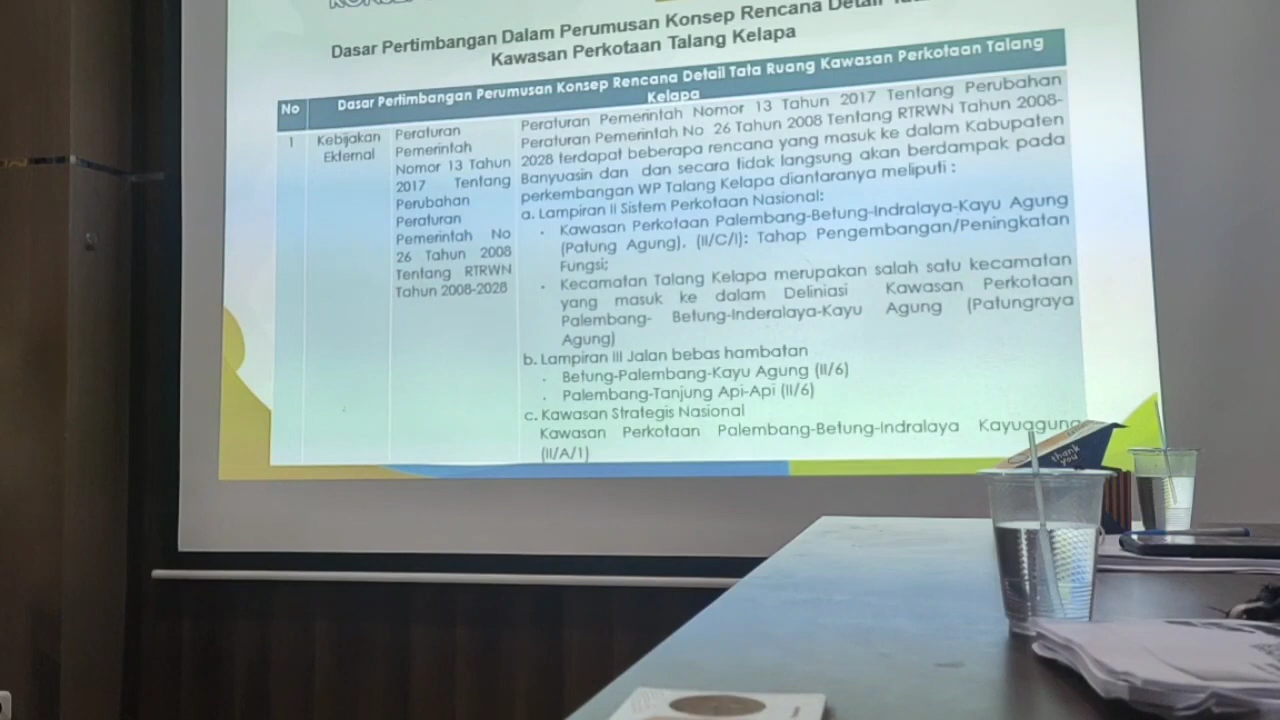 Dasar Pertimbangan Dalam Perumusan Konsep Rencana Detail
Kawasan Perkotaan Talang Kelapa
No
Dasar Pertimbangan Perumusan Konsep Rencana Detail Tata Ruang Kawasan Perkotaan Talang
Kelapa
1
Kebijakan
Ekternal
Peraturan
Pemerintah
Nomor 13 Tahun
2017 Tentang
Perubahan
Peraturan
Pemerintah No
26 Tahun 2008
Tentang RTRWN
Tahun 2008-2028
Peraturan Pemerintah Nomor 13 Tahun 2017 Tentang Perubahan
Peraturan Pemerintah No 26 Tahun 2008 Tentang RTRWN Tahun 2008-
2028 terdapat beberapa rencana yang masuk ke dalam Kabupaten
Banyuasin dan dan secara tidak langsung akan berdampak pada
perkembangan WP Talang Kelapa diantaranya meliputi :
a. Lampiran II Sistem Perkotaan Nasional:
· Kawasan Perkotaan Palembang-Betung-Indralaya-Kayu Agung
(Patung Agung), (II/C/I): Tahap Pengembangan/Peningkatan
Fungsi;
· Kecamatan Talang Kelapa merupakan salah satu kecamatan
yang masuk ke dalam Deliniasi Kawasan Perkotaan
Palembang- Betung-Inderalaya-Kayu Agung (Patungraya
Agung)
b. Lampiran III Jalan bebas hambatan
· Betung-Palembang-Kayu Agung (II/6)
· Palembang-Tanjung Api-Api (II/6)
c. Kawasan Strategis Nasional
Kawasan Perkotaan Palembang-Betung-Indralaya Kayuagung
(II/A/1)
thank
you